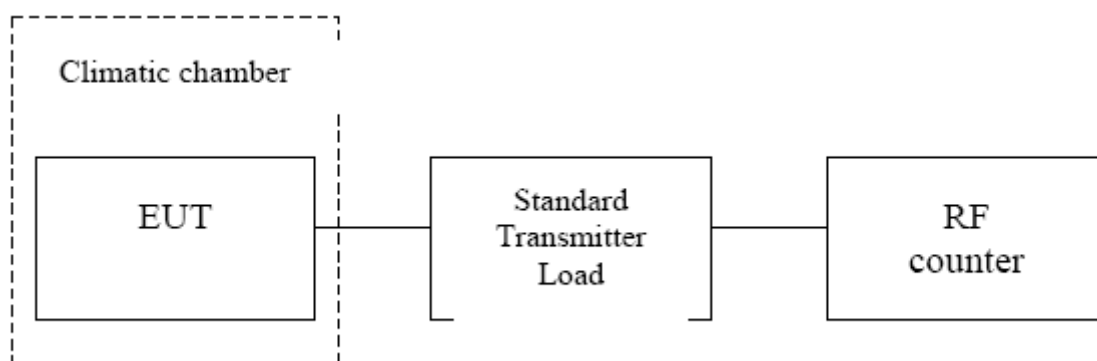 Climatic chamber
EUT
Standard
Transmitter
Load
RF
counter